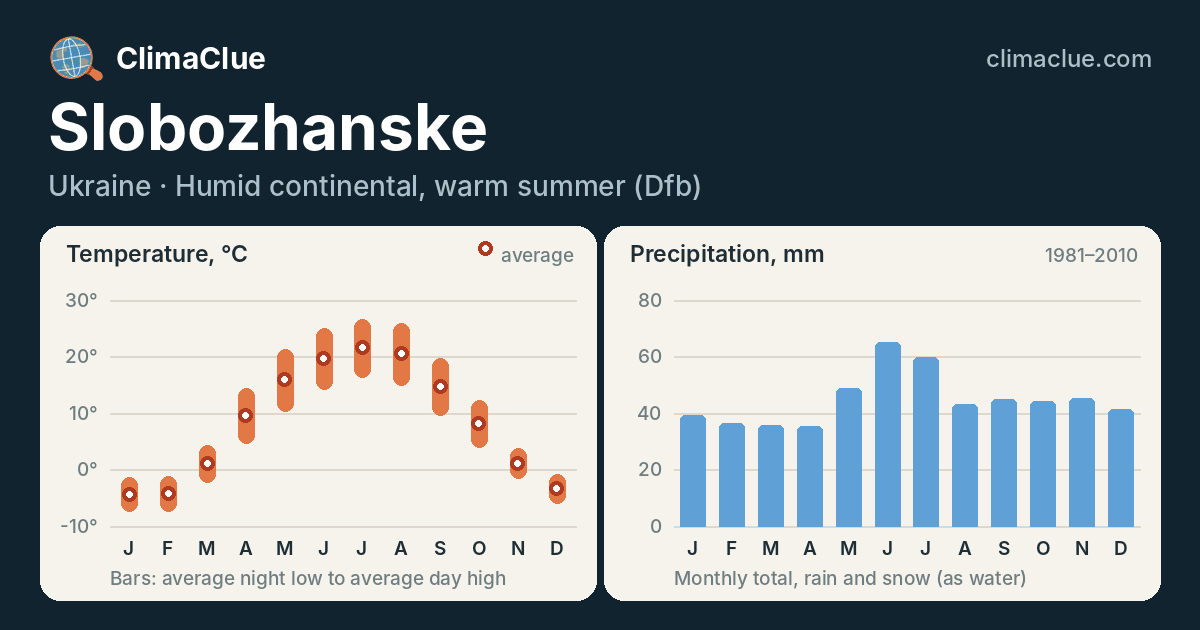 ClimaClue
climaclue.com
Slobozhanske
Ukraine · Humid continental, warm summer (Dfb)
Temperature, °C
average
30°
20°
10°
0°
-10°
J F M A M J J A S O N D
Bars: average night low to average day high
Precipitation, mm
1981–2010
80
60
40
20
0
J F M A M J J A S O N D
Monthly total, rain and snow (as water)